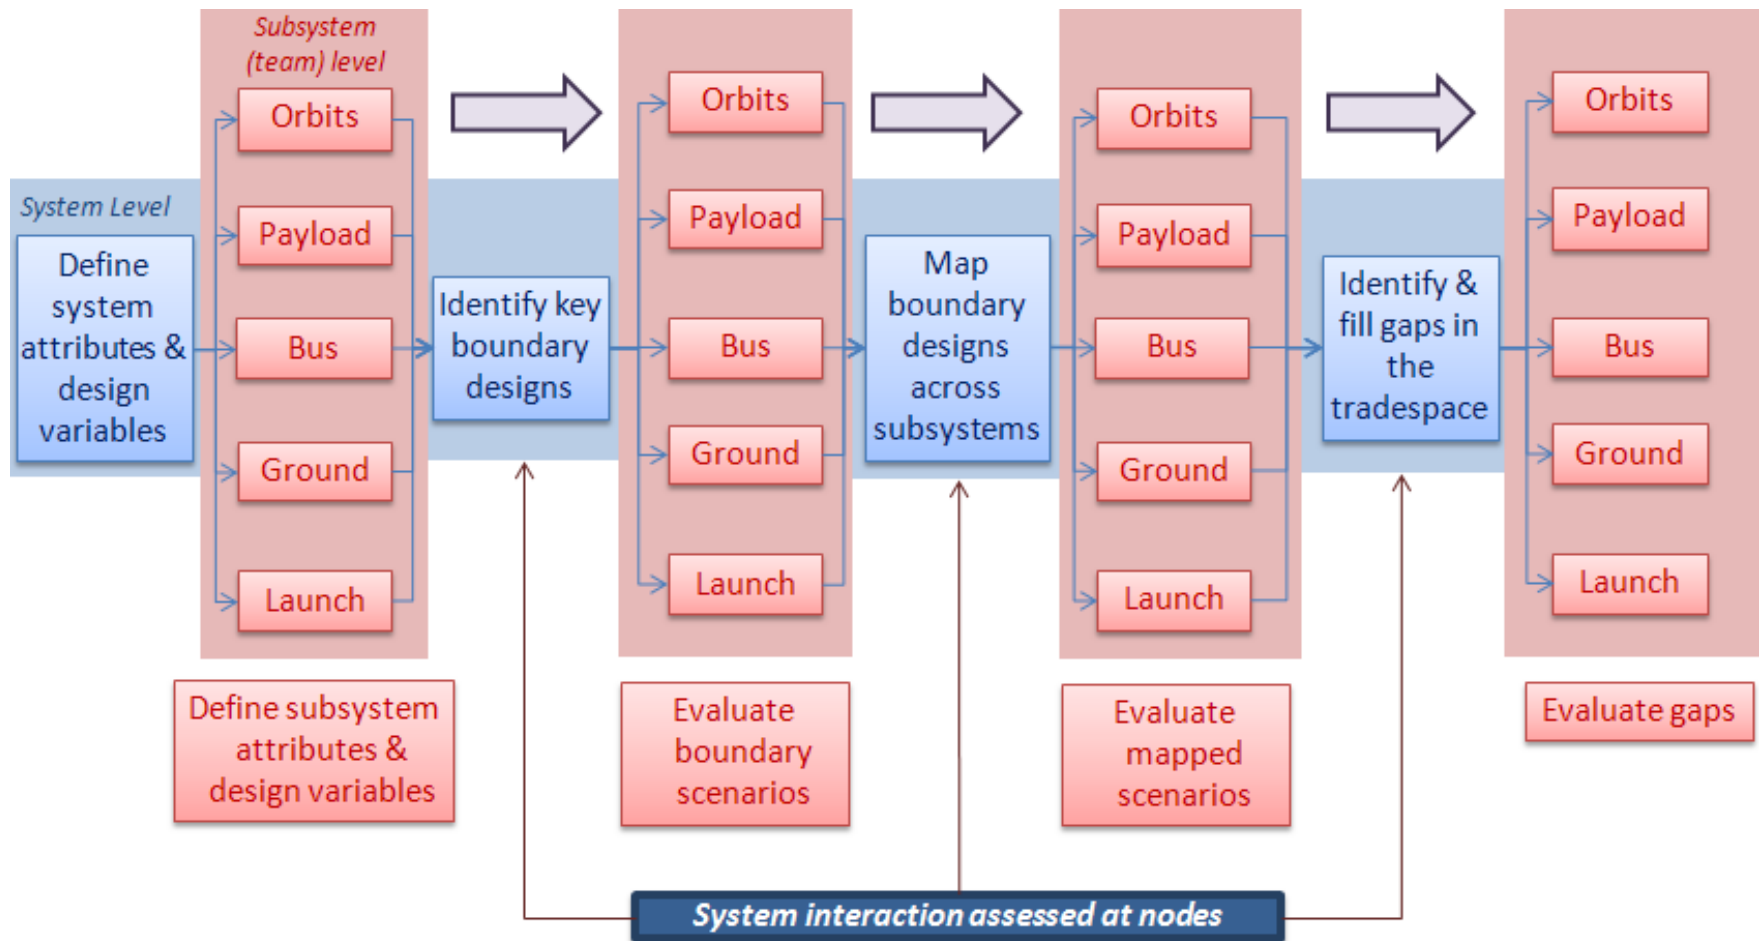 Subsystem
(team) level
Orbits
Payload
Bus
Ground
Launch
Define subsystem
attributes &
design variables
System Level
Define
system
attributes &
design
variables
Identify key
boundary
designs
Orbits
Payload
Bus
Ground
Launch
Evaluate
boundary
scenarios
Map
boundary
designs
across
subsystems
Orbits
Payload
Bus
Ground
Launch
Evaluate
mapped
scenarios
Identify &
fill gaps in
the
tradespace
Orbits
Payload
Bus
Ground
Launch
Evaluate gaps
System interaction assessed at nodes